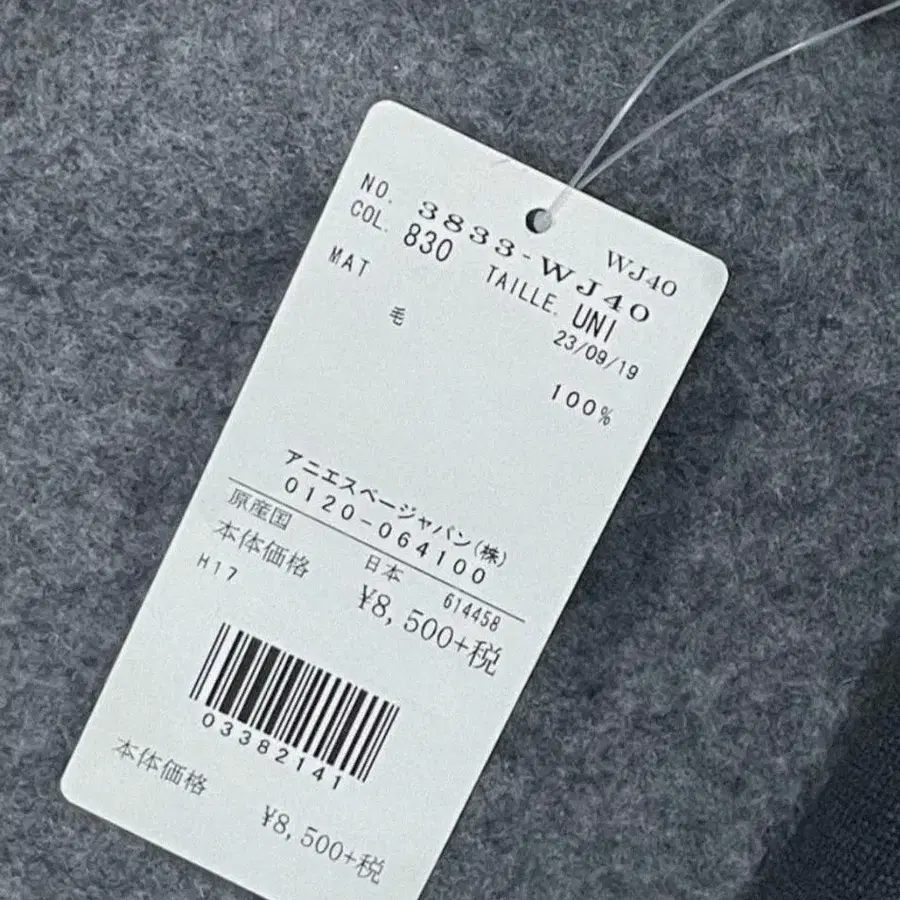 WJ40
NO. 3833-WJ40
COL. 830 TAILLE. UNI
23/09/19
MAT
毛 100%
アニエスベージャパン(株)
0120-064100
原産国 日本 614458
本体価格 ¥8,500+税
H17
03382141
本体価格 ¥8,500+税